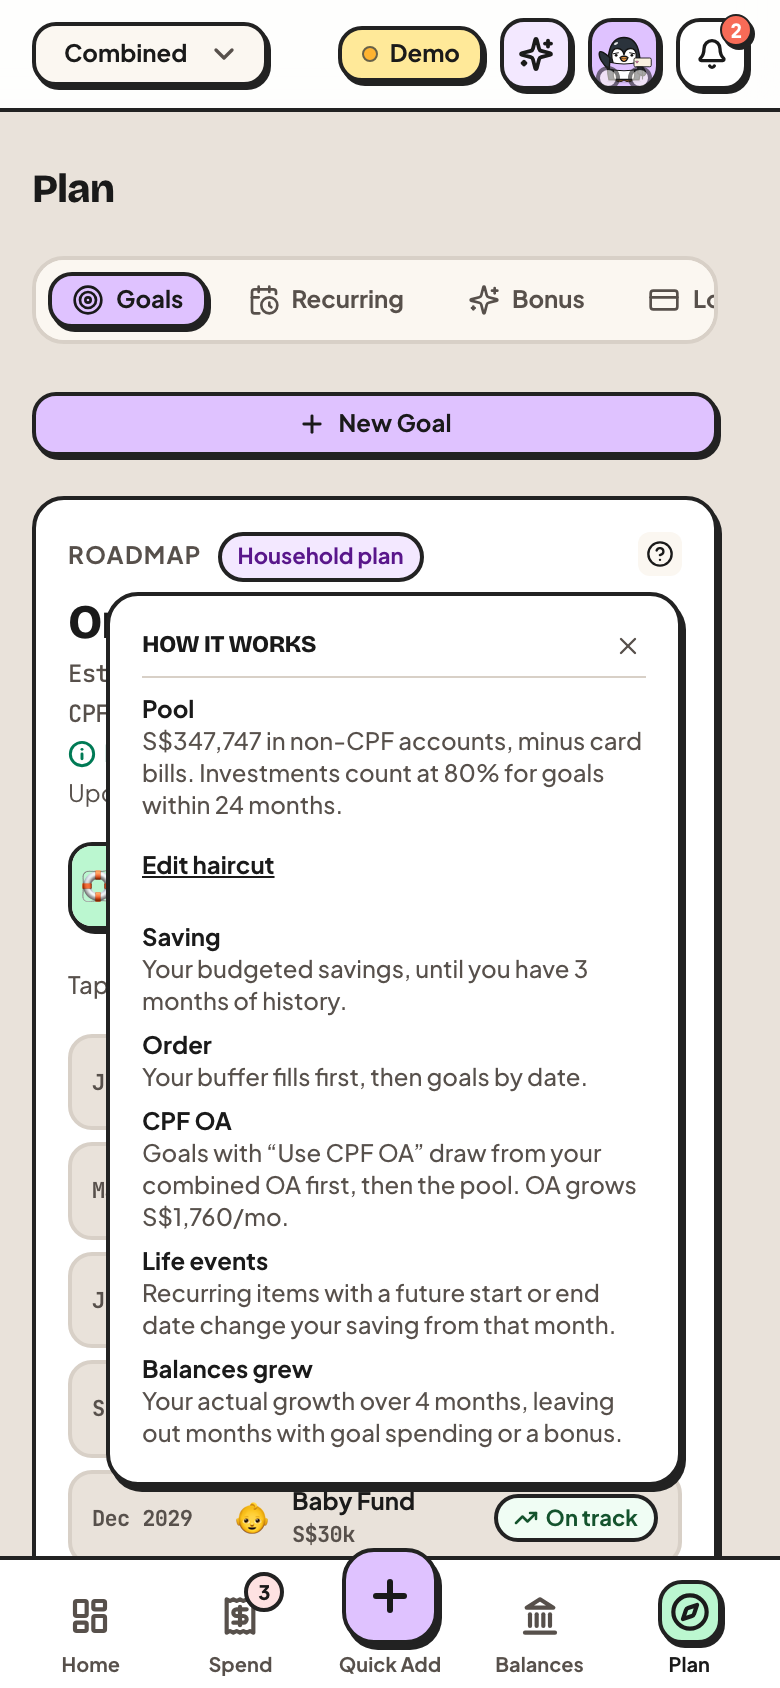 Combined
Demo
2
Plan
Goals
Recurring
Bonus
+ New Goal
ROADMAP
Household plan
HOW IT WORKS
Pool
S$347,747 in non-CPF accounts, minus card
bills. Investments count at 80% for goals
within 24 months.
Edit haircut
Saving
Your budgeted savings, until you have 3
months of history.
Order
Your buffer fills first, then goals by date.
CPF OA
Goals with “Use CPF OA” draw from your
combined OA first, then the pool. OA grows
S$1,760/mo.
Life events
Recurring items with a future start or end
date change your saving from that month.
Balances grew
Your actual growth over 4 months, leaving
out months with goal spending or a bonus.
Est
CPF
Tap
Dec 2029
Baby Fund
S$30k
On track
3
Home
Spend
Quick Add
Balances
Plan